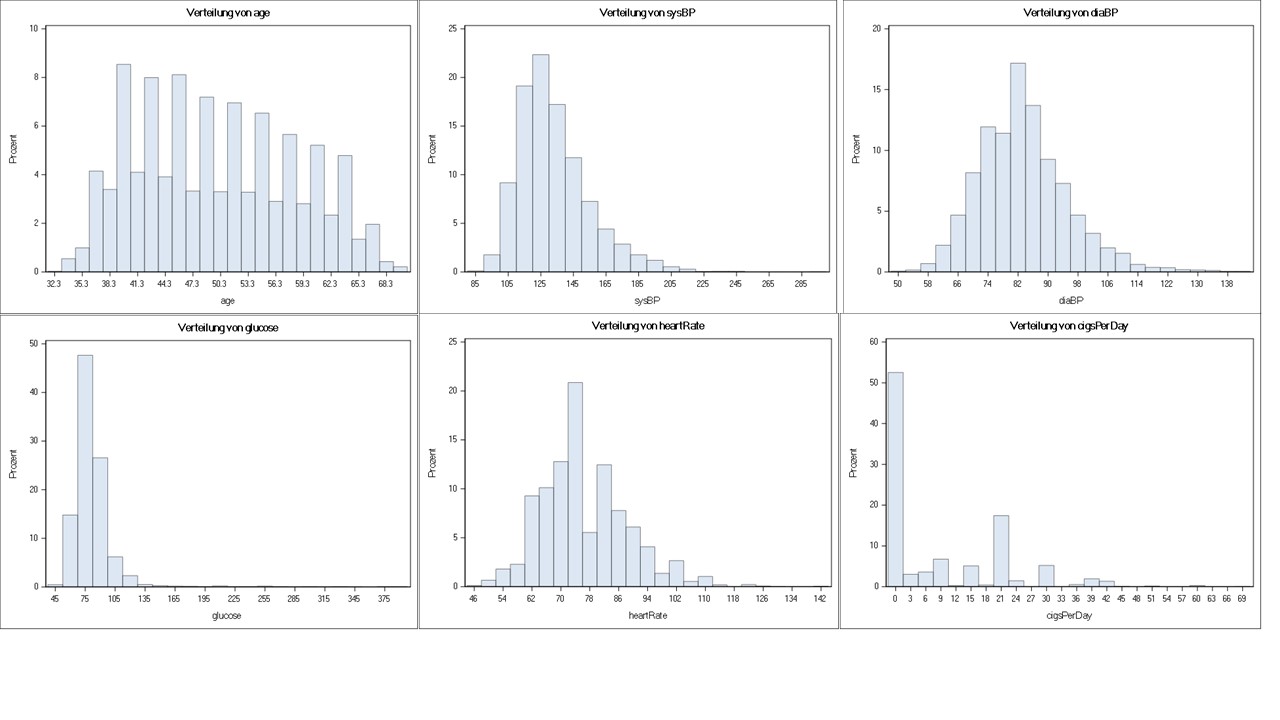 Verteilung von age
10
8
6
4
2
0
Prozent
32.3 35.3 38.3 41.3 44.3 47.3 50.3 53.3 56.3 59.3 62.3 65.3 68.3
age
Verteilung von sysBP
25
20
15
10
5
0
Prozent
85 105 125 145 165 185 205 225 245 265 285
sysBP
Verteilung von diaBP
20
15
10
5
0
Prozent
50 58 66 74 82 90 98 106 114 122 130 138
diaBP
Verteilung von glucose
50
40
30
20
10
0
Prozent
45 75 105 135 165 195 225 255 285 315 345 375
glucose
Verteilung von heartRate
25
20
15
10
5
0
Prozent
46 54 62 70 78 86 94 102 110 118 126 134 142
heartRate
Verteilung von cigsPerDay
60
50
40
30
20
10
0
Prozent
0 3 6 9 12 15 18 21 24 27 30 33 36 39 42 45 48 51 54 57 60 63 66 69
cigsPerDay